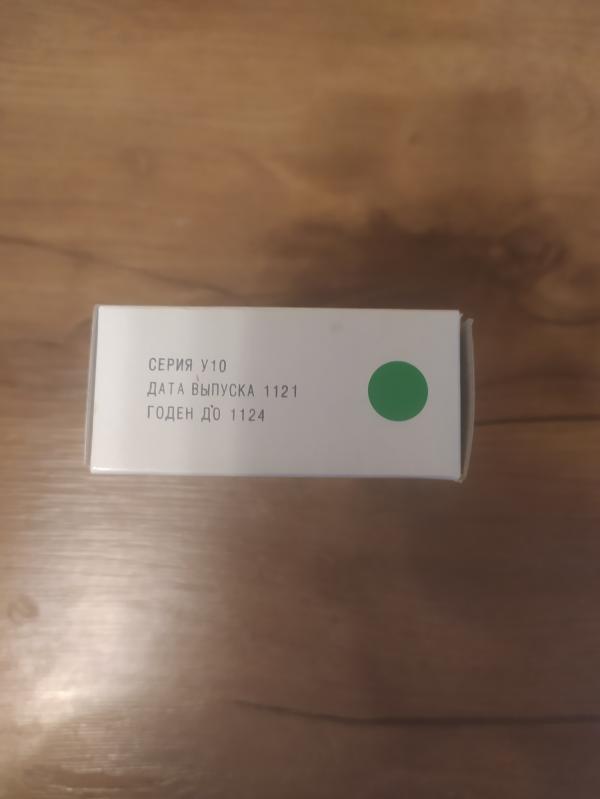 СЕРИЯ У10
ДАТА ВЫПУСКА 1121
ГОДЕН ДО 1124